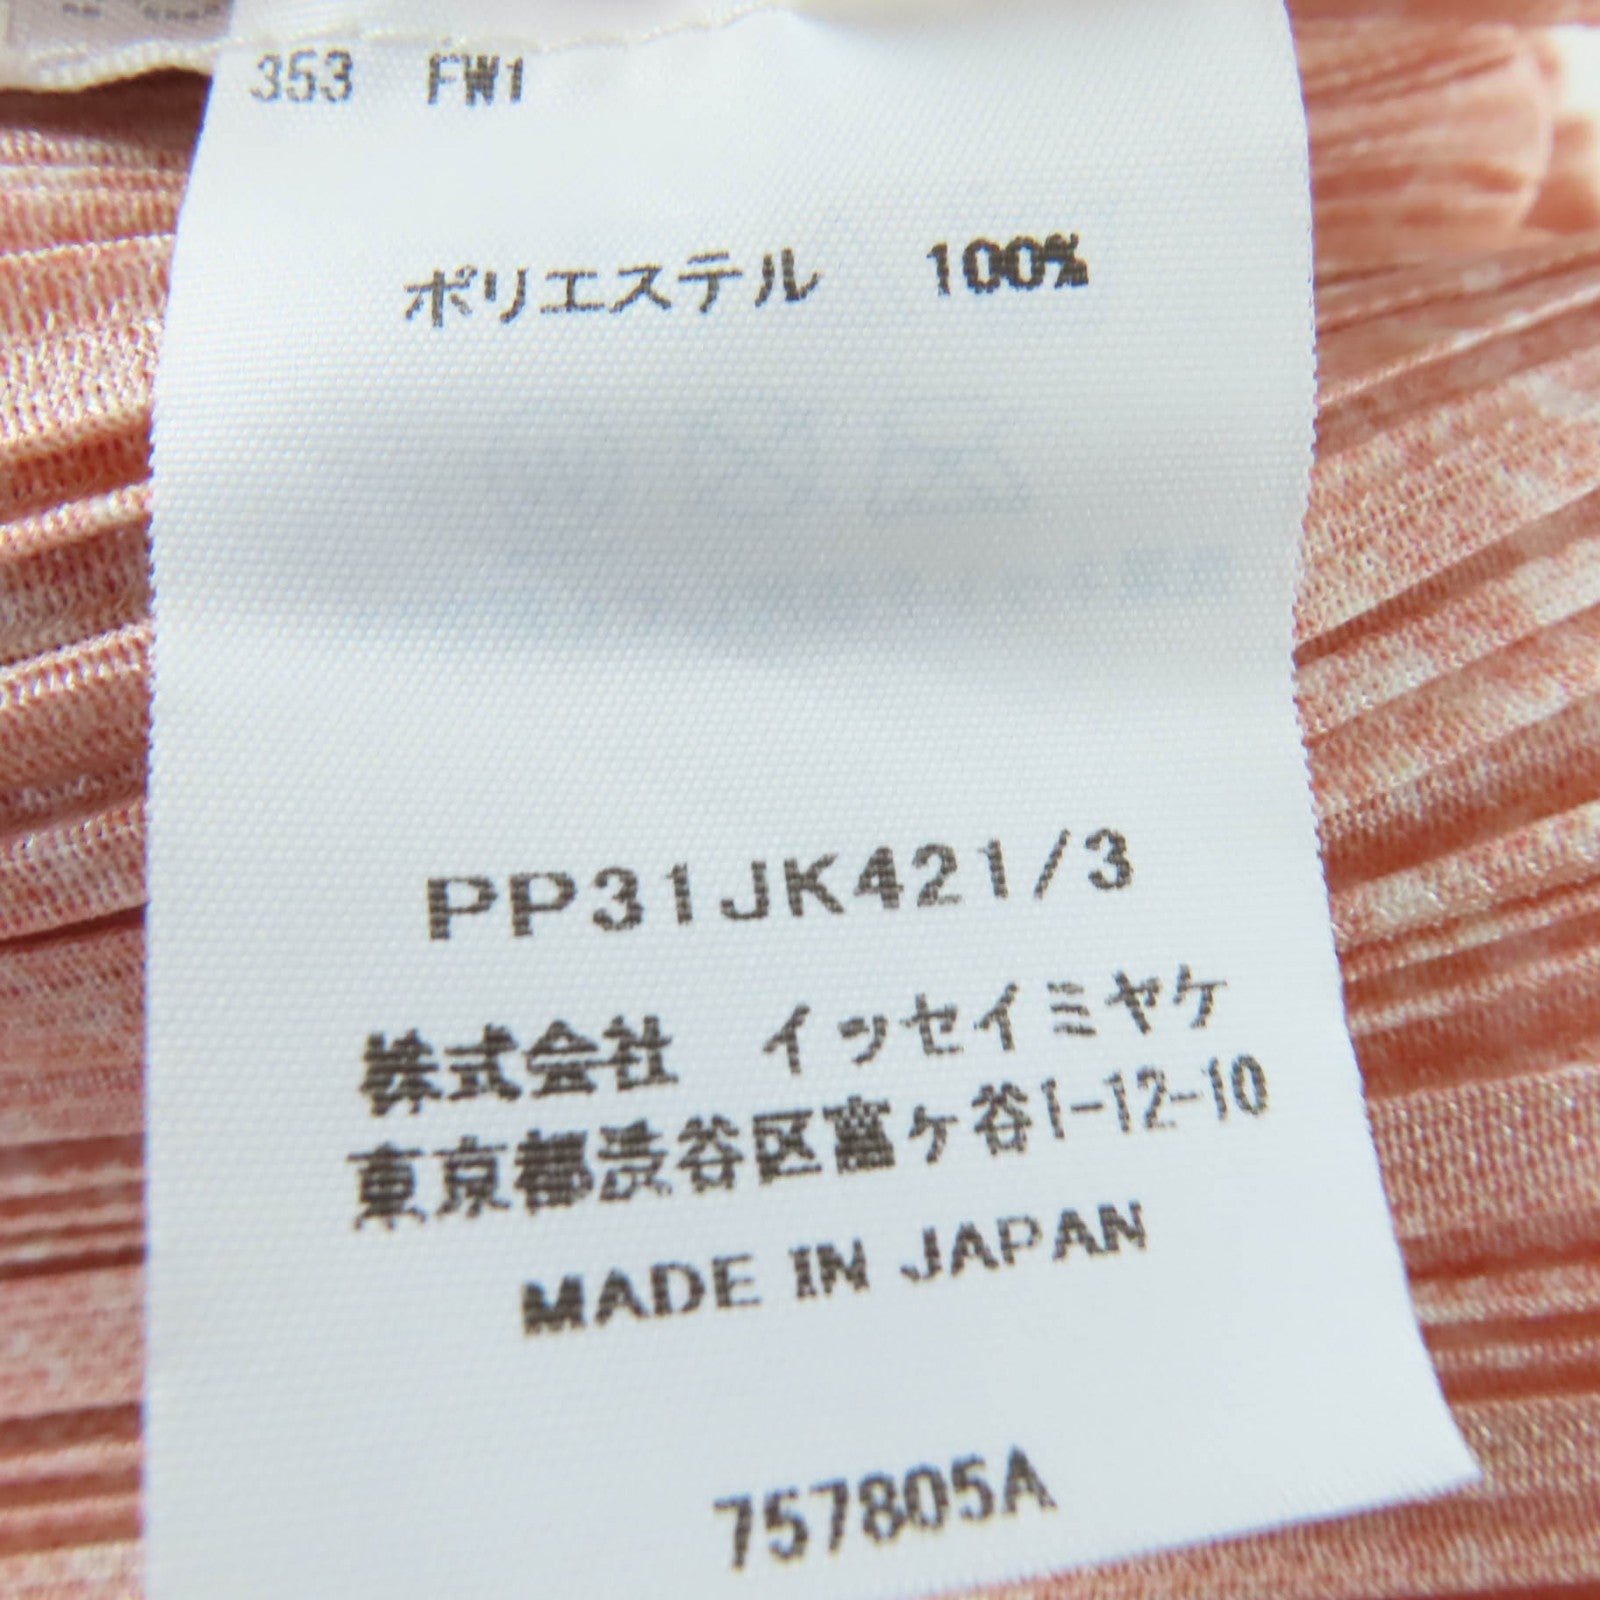 353 FW1
ポリエステル 100%
PP31JK421/3
株式会社 イッセイミヤケ
東京都渋谷区富ヶ谷1-12-10
MADE IN JAPAN
757805A